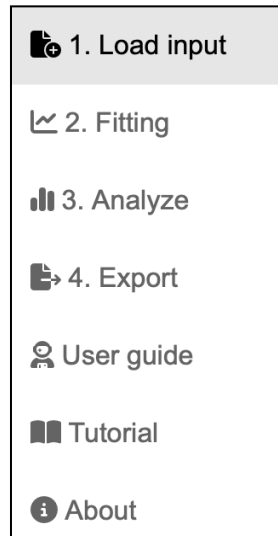 1. Load input
2. Fitting
3. Analyze
4. Export
User guide
Tutorial
About